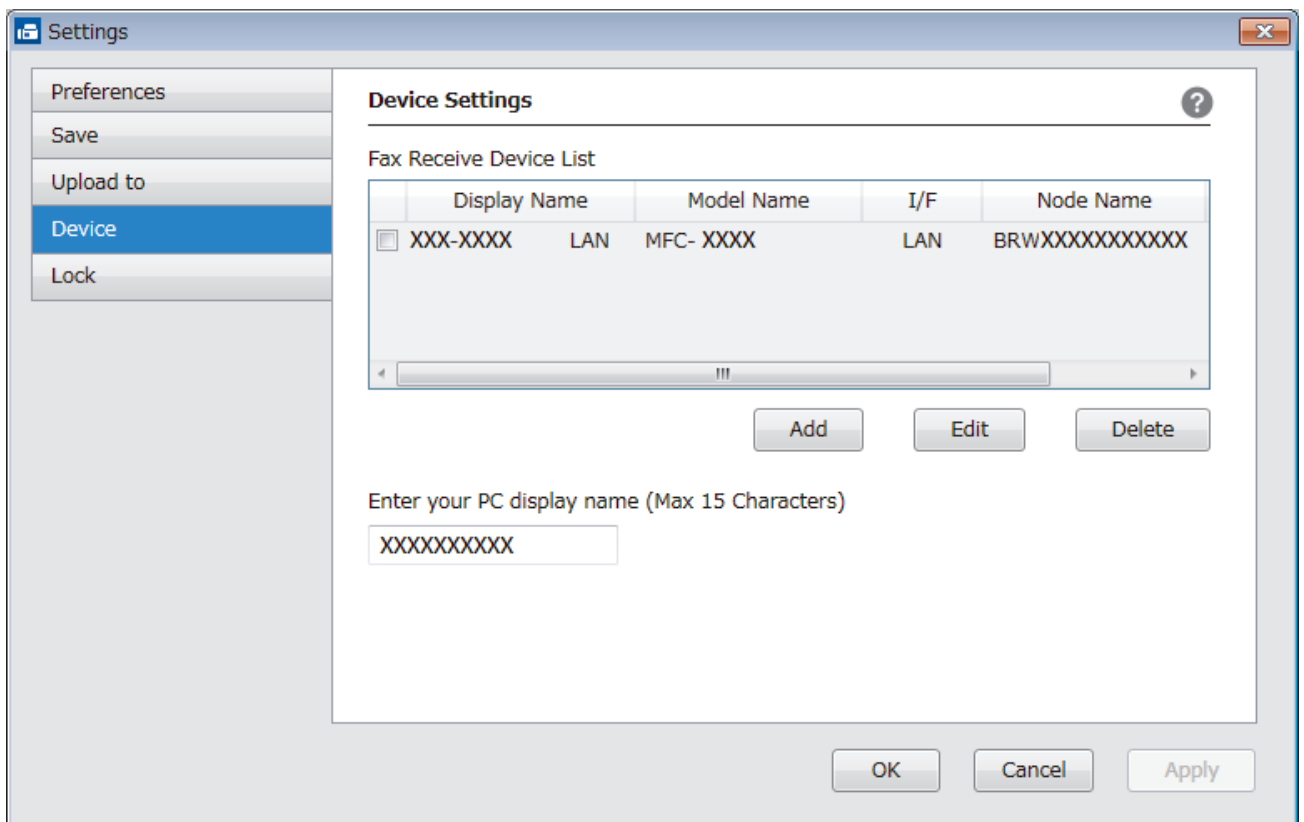 Settings
Preferences
Save
Upload to
Device
Lock
Device Settings
?
Fax Receive Device List
Display Name Model Name I/F Node Name
XXX-XXXX LAN MFC- XXXX LAN BRWXXXXXXXXXXX
Add Edit Delete
Enter your PC display name (Max 15 Characters)
XXXXXXXXXX
OK Cancel Apply